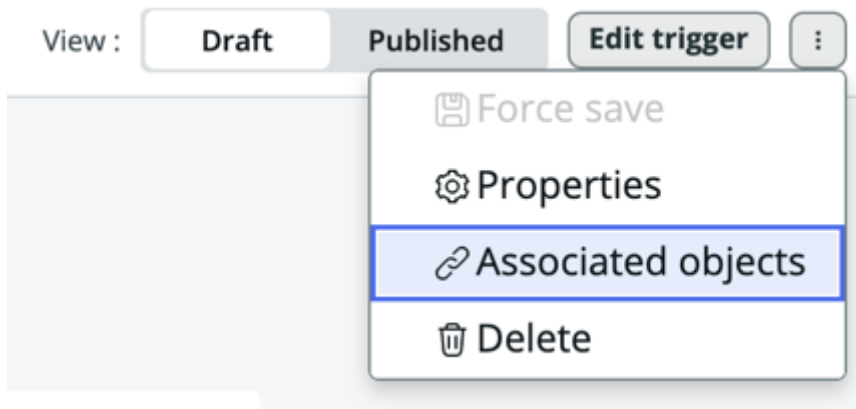 View : Draft Published Edit trigger
Force save
Properties
Associated objects
Delete